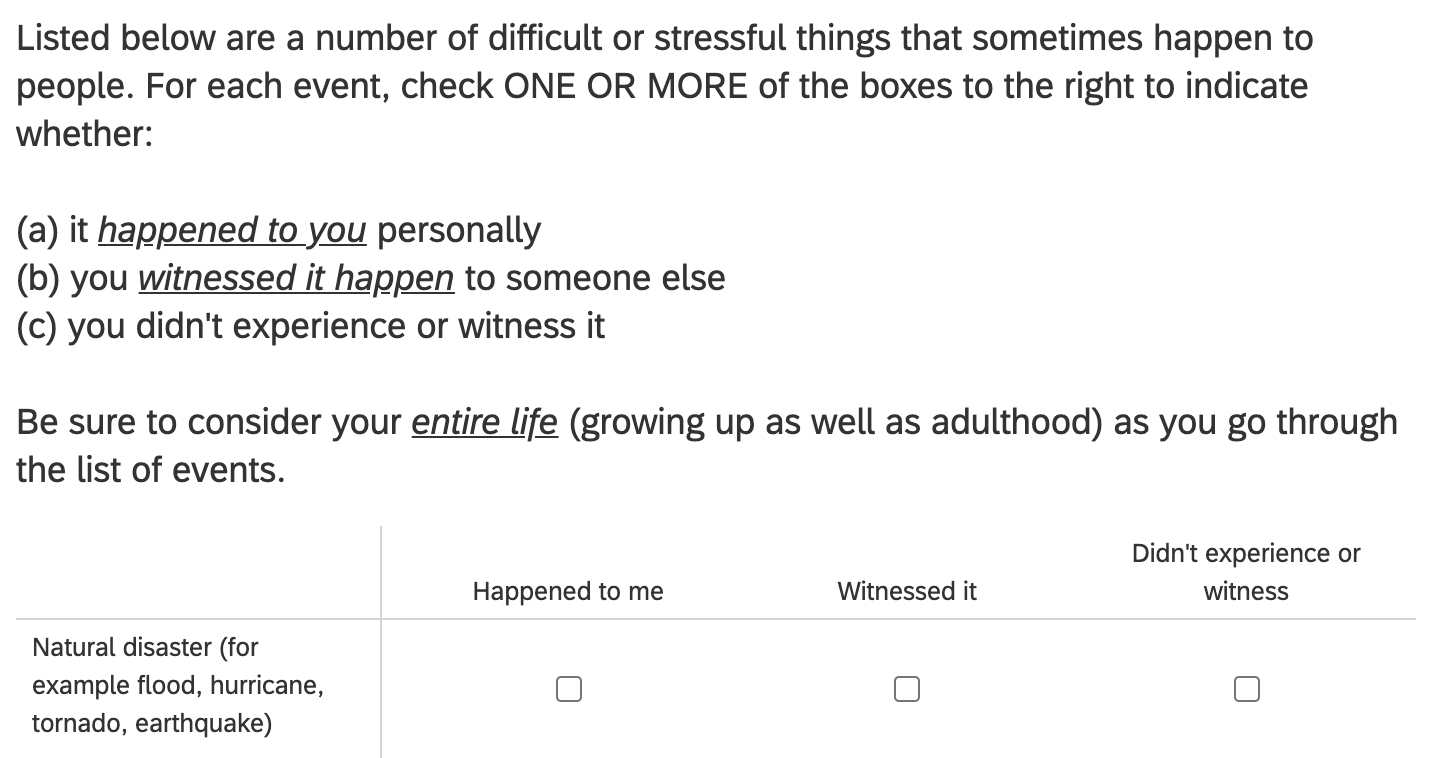 Listed below are a number of difficult or stressful things that sometimes happen to
people. For each event, check ONE OR MORE of the boxes to the right to indicate
whether:
(a) it happened to you personally
(b) you witnessed it happen to someone else
(c) you didn't experience or witness it
Be sure to consider your entire life (growing up as well as adulthood) as you go through
the list of events.
Happened to me
Witnessed it
Didn't experience or
witness
Natural disaster (for
example flood, hurricane,
tornado, earthquake)